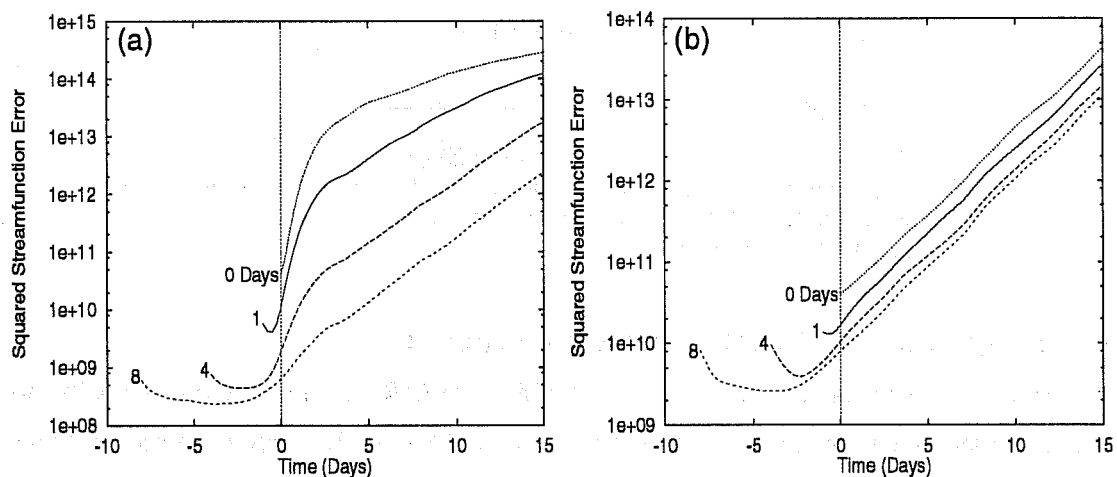 (a)
Squared Streamfunction Error
1e+15
1e+14
1e+13
1e+12
1e+11
1e+10
1e+09
1e+08
0 Days
1
4
8
-10
-5
0
5
10
15
Time (Days)
(b)
Squared Streamfunction Error
1e+14
1e+13
1e+12
1e+11
1e+10
1e+09
0 Days
1
4
8
-10
-5
0
5
10
15
Time (Days)